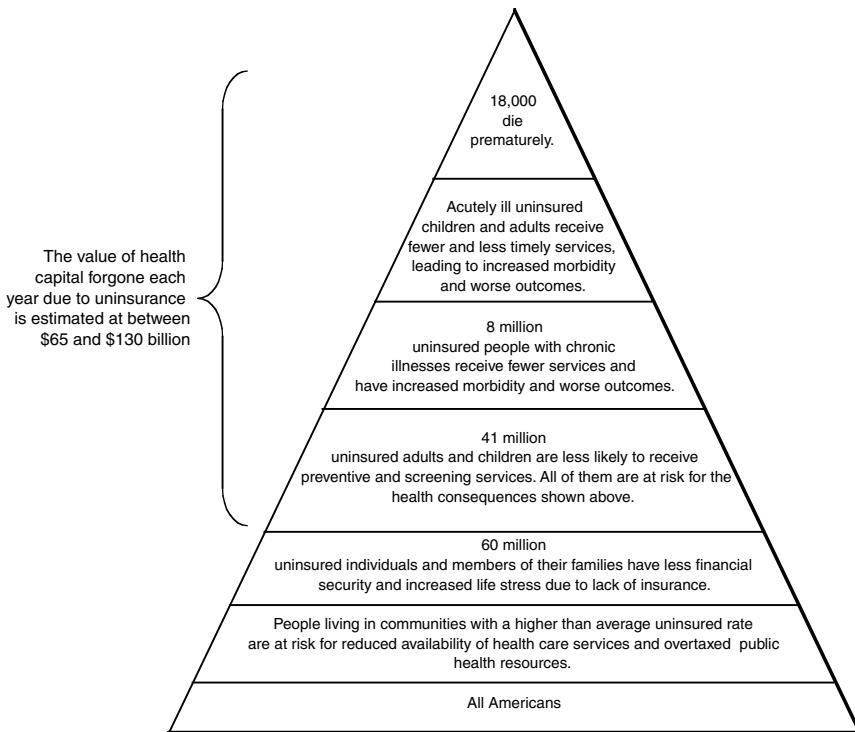 18,000
die
prematurely.
Acutely ill uninsured
children and adults receive
fewer and less timely services,
leading to increased morbidity
and worse outcomes.
The value of health
capital forgone each
year due to uninsurance
is estimated at between
$65 and $130 billion
8 million
uninsured people with chronic
illnesses receive fewer services and
have increased morbidity and worse outcomes.
41 million
uninsured adults and children are less likely to receive
preventive and screening services. All of them are at risk for the
health consequences shown above.
60 million
uninsured individuals and members of their families have less financial
security and increased life stress due to lack of insurance.
People living in communities with a higher than average uninsured rate
are at risk for reduced availability of health care services and overtaxed public
health resources.
All Americans